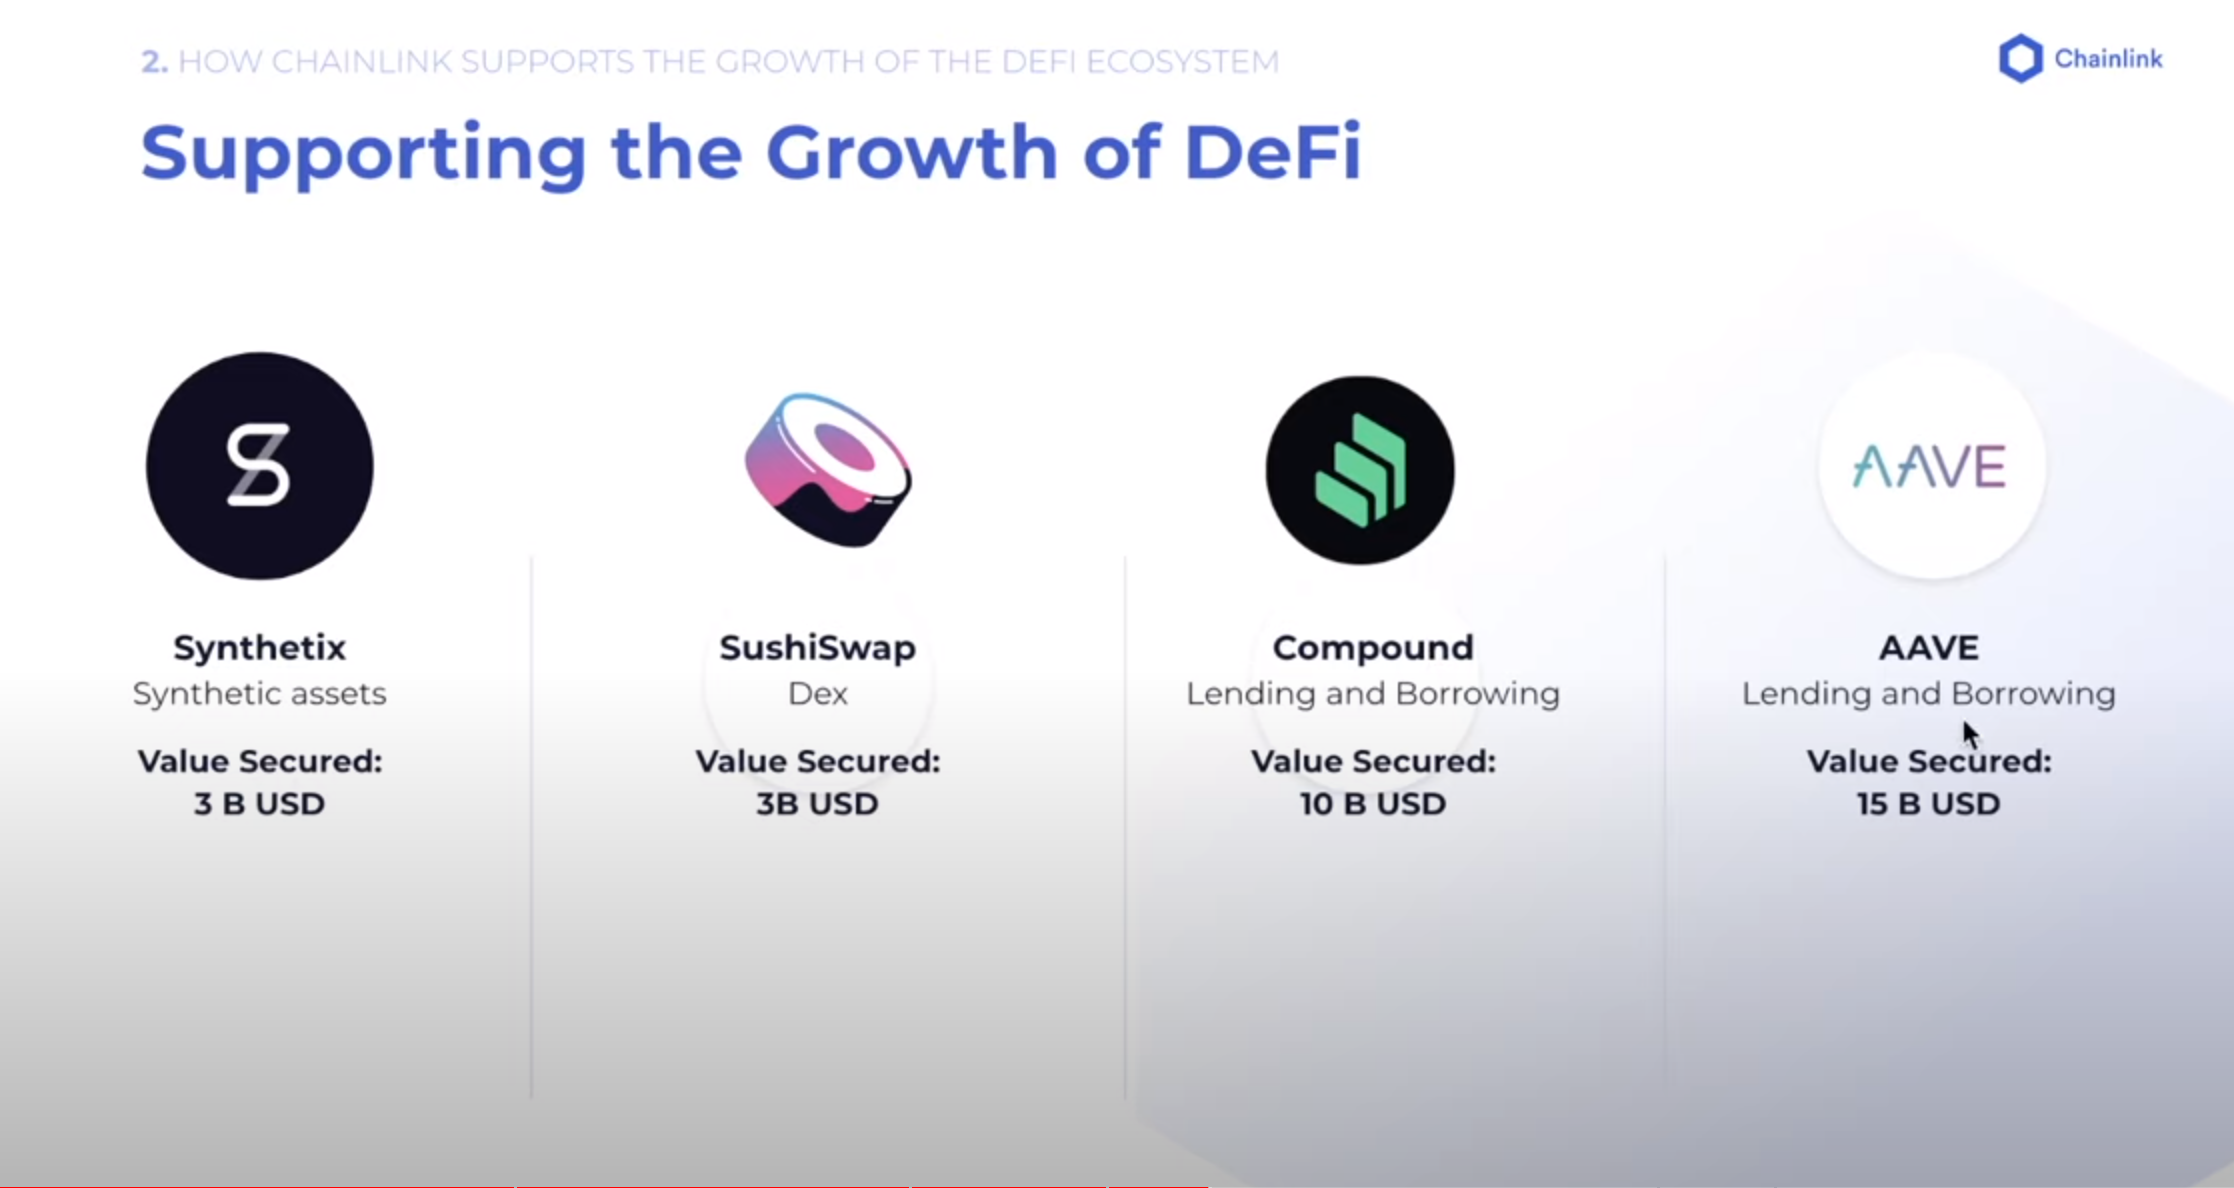 2. HOW CHAINLINK SUPPORTS THE GROWTH OF THE DEFI ECOSYSTEM
Chainlink
Supporting the Growth of DeFi
AAVE
Synthetix
Synthetic assets
Value Secured:
3 B USD
SushiSwap
Dex
Value Secured:
3B USD
Compound
Lending and Borrowing
Value Secured:
10 B USD
AAVE
Lending and Borrowing
Value Secured:
15 B USD